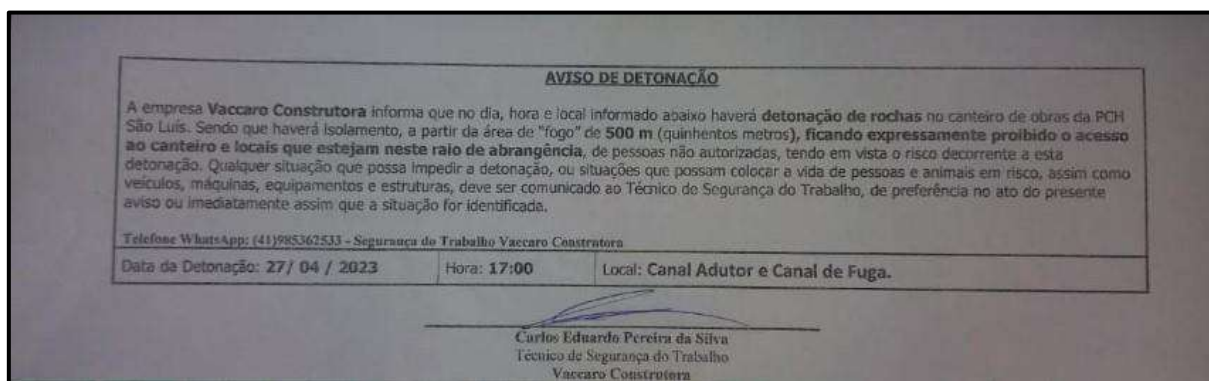 AVISO DE DETONAÇÃO
A empresa Vaccaro Construtora informa que no dia, hora e local informado abaixo haverá detonação de rochas no canteiro de obras da PCH
São Luís. Sendo que haverá isolamento, a partir da área de "fogo" de 500 m (quinhentos metros), ficando expressamente proibido o acesso
ao canteiro e locais que estejam neste raio de abrangência, de pessoas não autorizadas, tendo em vista o risco decorrente a esta
detonação. Qualquer situação que possa impedir a detonação, ou situações que possam colocar a vida de pessoas e animais em risco, assim como
veículos, máquinas, equipamentos e estruturas, deve ser comunicado ao Técnico de Segurança do Trabalho, de preferência no ato do presente
aviso ou imediatamente assim que a situação for identificada.
Telefone WhatsApp: (41)985362533 - Segurança do Trabalho Vaccaro Construtora
Data da Detonação: 27/ 04 / 2023 Hora: 17:00 Local: Canal Adutor e Canal de Fuga.
Carlos Eduardo Pereira da Silva
Técnico de Segurança do Trabalho
Vaccaro Construtora